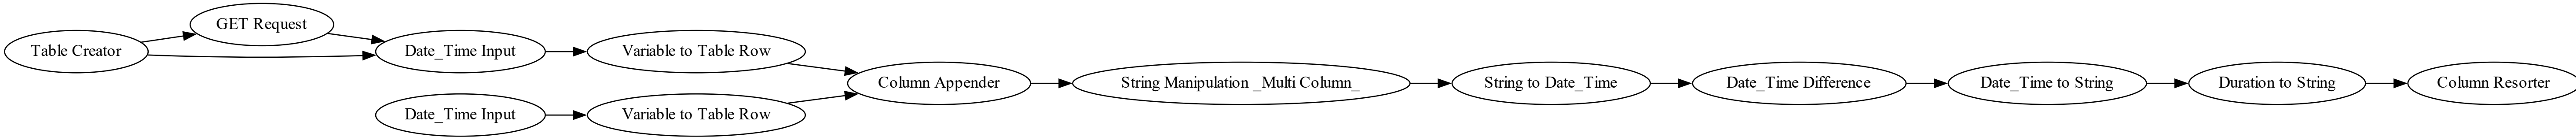 GET Request
Table Creator
Date_Time Input
Variable to Table Row
Column Appender
String Manipulation _Multi Column_
String to Date_Time
Date_Time Difference
Date_Time to String
Duration to String
Column Resorter
Date_Time Input
Variable to Table Row